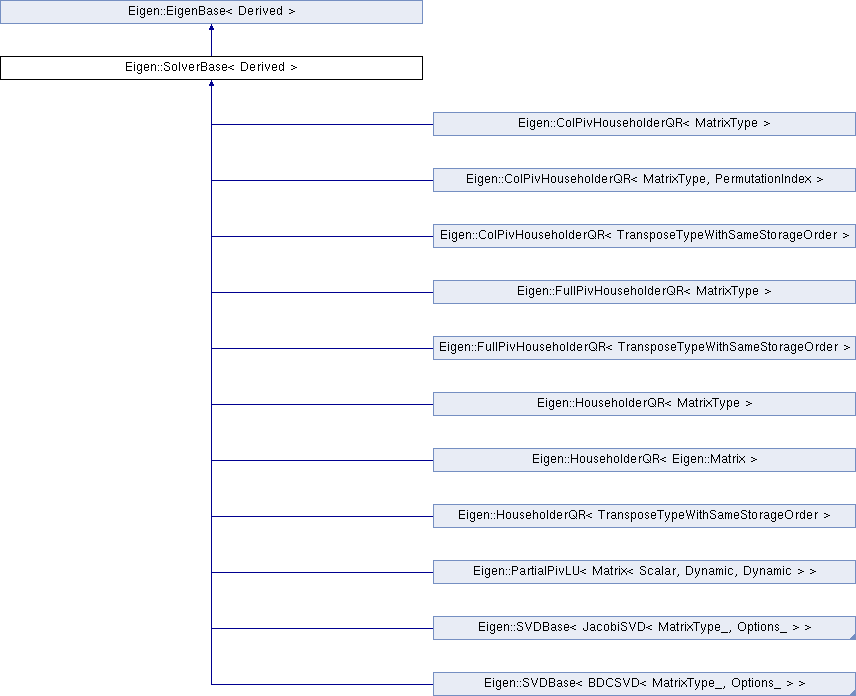 Eigen::EigenBase< Derived >
Eigen::SolverBase< Derived >
Eigen::ColPivHouseholderQR< MatrixType >
Eigen::ColPivHouseholderQR< MatrixType, PermutationIndex >
Eigen::ColPivHouseholderQR< TransposeTypeWithSameStorageOrder >
Eigen::FullPivHouseholderQR< MatrixType >
Eigen::FullPivHouseholderQR< TransposeTypeWithSameStorageOrder >
Eigen::HouseholderQR< MatrixType >
Eigen::HouseholderQR< Eigen::Matrix >
Eigen::HouseholderQR< TransposeTypeWithSameStorageOrder >
Eigen::PartialPivLU< Matrix< Scalar, Dynamic, Dynamic > >
Eigen::SVDBase< JacobiSVD< MatrixType_, Options_ > >
Eigen::SVDBase< BDCSVD< MatrixType_, Options_ > >